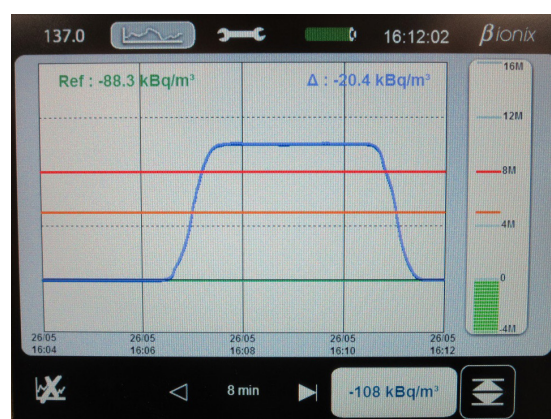 137.0
16:12:02
βionix
Ref : -88.3 kBq/m³
Δ : -20.4 kBq/m³
16M
12M
8M
4M
0
-4M
26/05 26/05 26/05 26/05 26/05
16:04 16:06 16:08 16:10 16:12
8 min
-108 kBq/m³